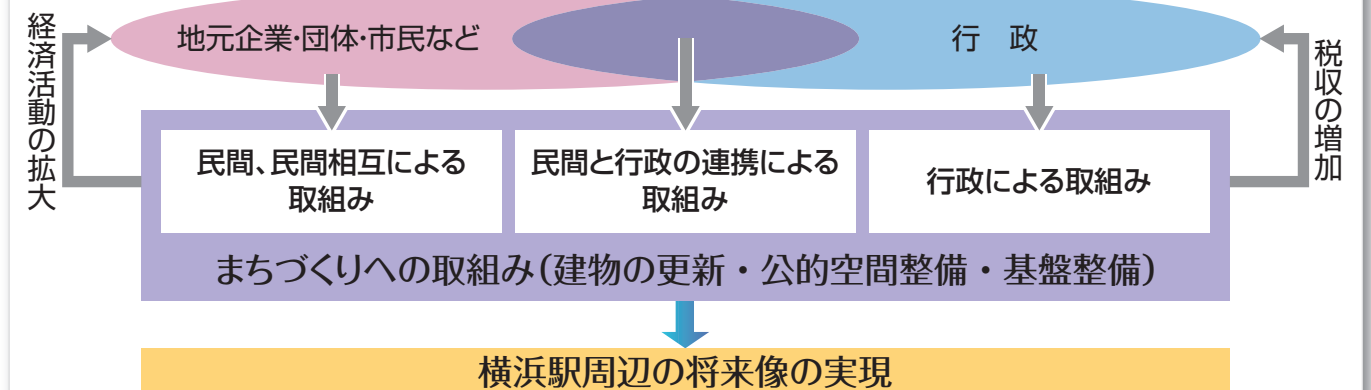 経済活動の拡大
地元企業・団体・市民など
行　政
税収の増加
民間、民間相互による
取組み
民間と行政の連携による
取組み
行政による取組み
まちづくりへの取組み(建物の更新・公的空間整備・基盤整備)
横浜駅周辺の将来像の実現